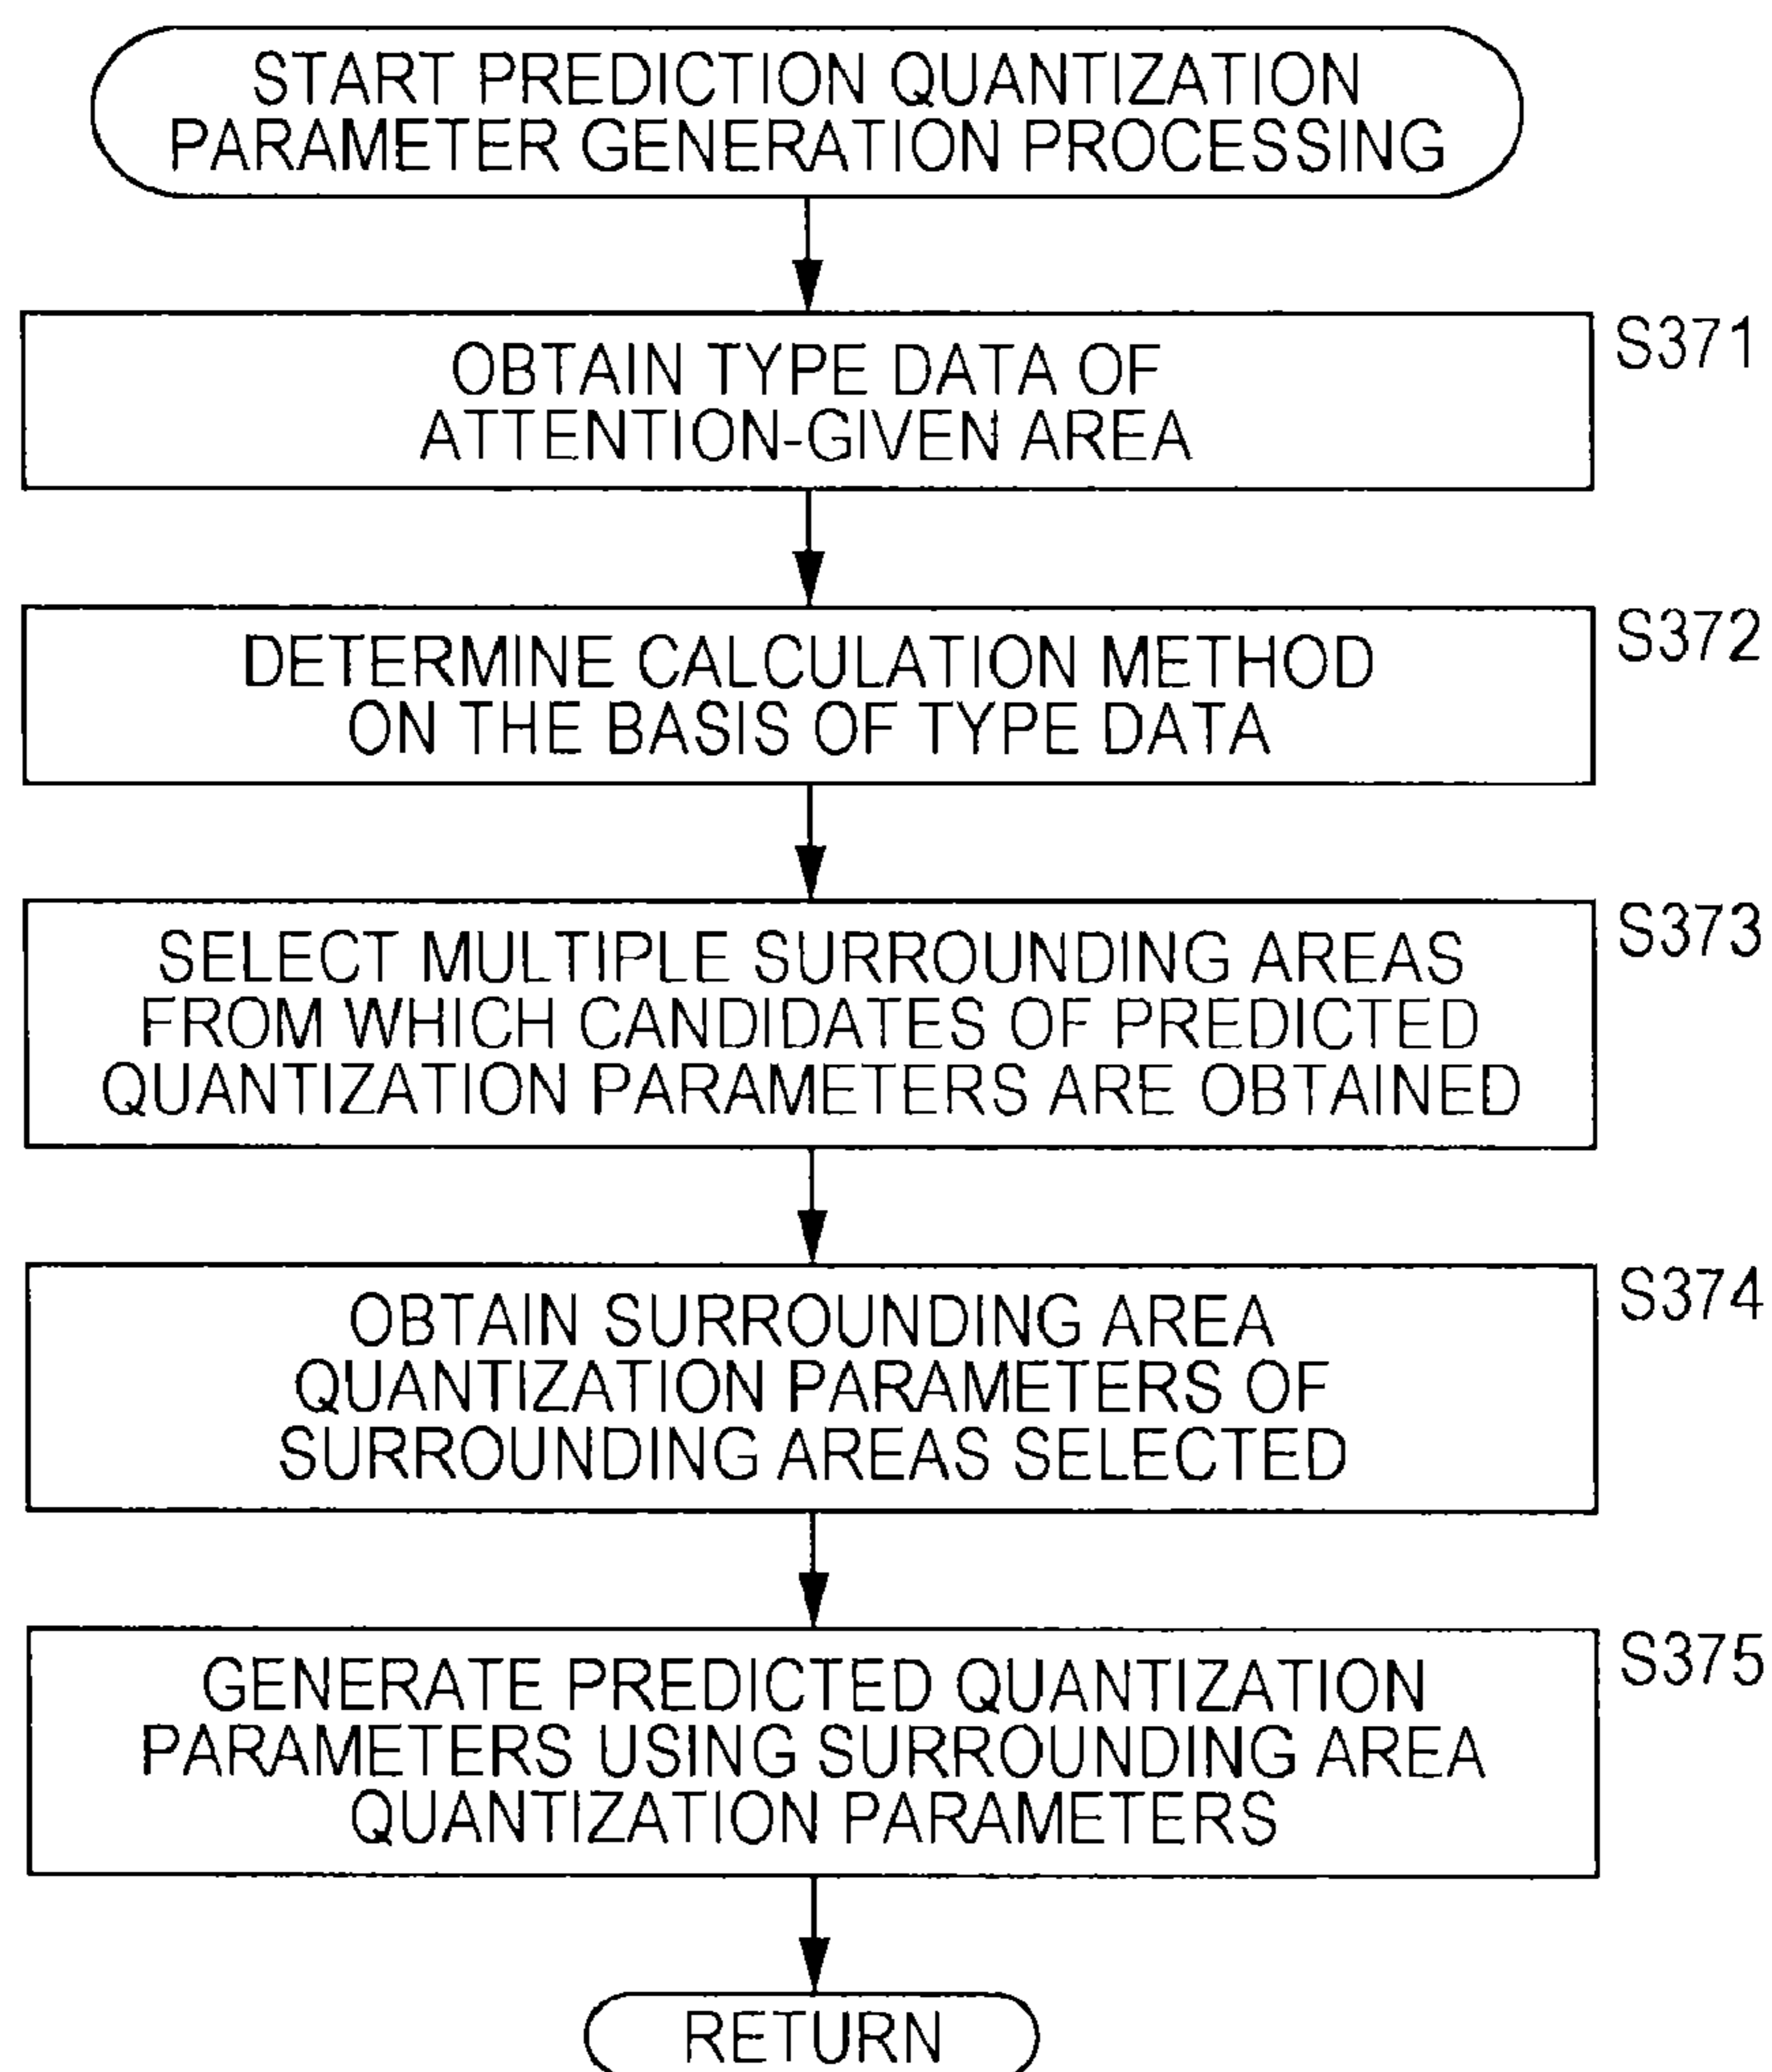 START PREDICTION QUANTIZATION
PARAMETER GENERATION PROCESSING
S371
OBTAIN TYPE DATA OF
ATTENTION-GIVEN AREA
S372
DETERMINE CALCULATION METHOD
ON THE BASIS OF TYPE DATA
S373
SELECT MULTIPLE SURROUNDING AREAS
FROM WHICH CANDIDATES OF PREDICTED
QUANTIZATION PARAMETERS ARE OBTAINED
S374
OBTAIN SURROUNDING AREA
QUANTIZATION PARAMETERS OF
SURROUNDING AREAS SELECTED
S375
GENERATE PREDICTED QUANTIZATION
PARAMETERS USING SURROUNDING AREA
QUANTIZATION PARAMETERS
RETURN